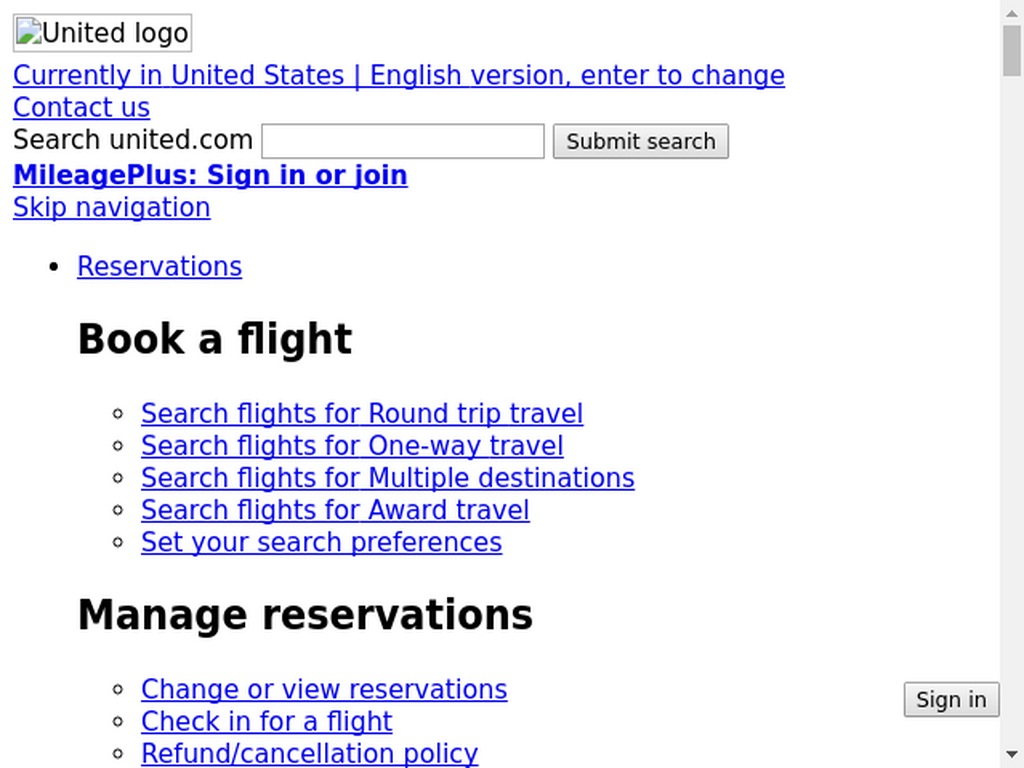 United logo
Currently in United States | English version, enter to change
Contact us
Search united.com Submit search
MileagePlus: Sign in or join
Skip navigation
Reservations
Book a flight
Search flights for Round trip travel
Search flights for One-way travel
Search flights for Multiple destinations
Search flights for Award travel
Set your search preferences
Manage reservations
Change or view reservations
Sign in
Check in for a flight
Refund/cancellation policy